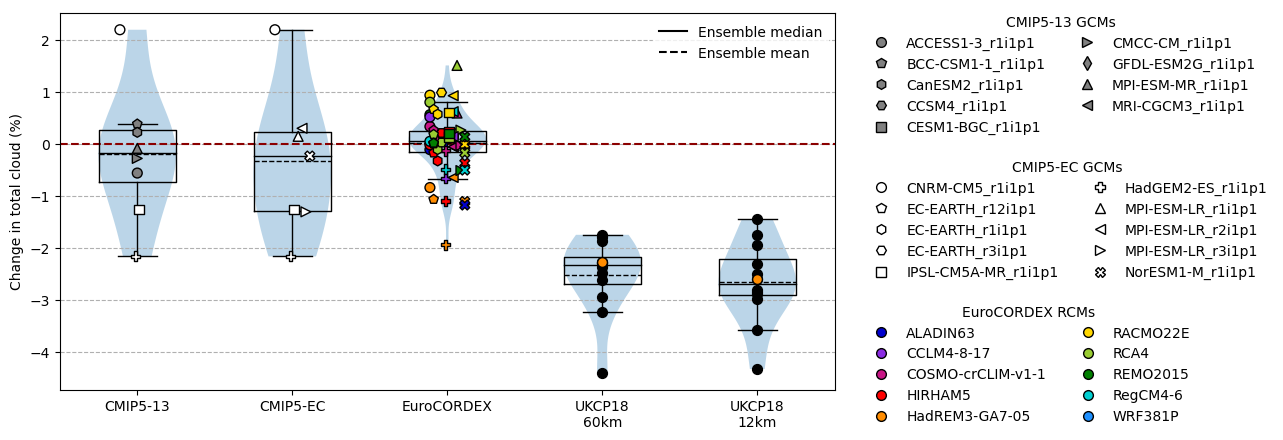 Change in total cloud (%)
2
1
0
−1
−2
−3
−4
Ensemble median
Ensemble mean
CMIP5-13
CMIP5-EC
EuroCORDEX
UKCP18
60km
UKCP18
12km
CMIP5-13 GCMs
ACCESS1-3_r1i1p1
BCC-CSM1-1_r1i1p1
CanESM2_r1i1p1
CCSM4_r1i1p1
CESM1-BGC_r1i1p1
CMCC-CM_r1i1p1
GFDL-ESM2G_r1i1p1
MPI-ESM-MR_r1i1p1
MRI-CGCM3_r1i1p1
CMIP5-EC GCMs
CNRM-CM5_r1i1p1
EC-EARTH_r12i1p1
EC-EARTH_r1i1p1
EC-EARTH_r3i1p1
IPSL-CM5A-MR_r1i1p1
HadGEM2-ES_r1i1p1
MPI-ESM-LR_r1i1p1
MPI-ESM-LR_r2i1p1
MPI-ESM-LR_r3i1p1
NorESM1-M_r1i1p1
EuroCORDEX RCMs
ALADIN63
CCLM4-8-17
COSMO-crCLIM-v1-1
HIRHAM5
HadREM3-GA7-05
RACMO22E
RCA4
REMO2015
RegCM4-6
WRF381P